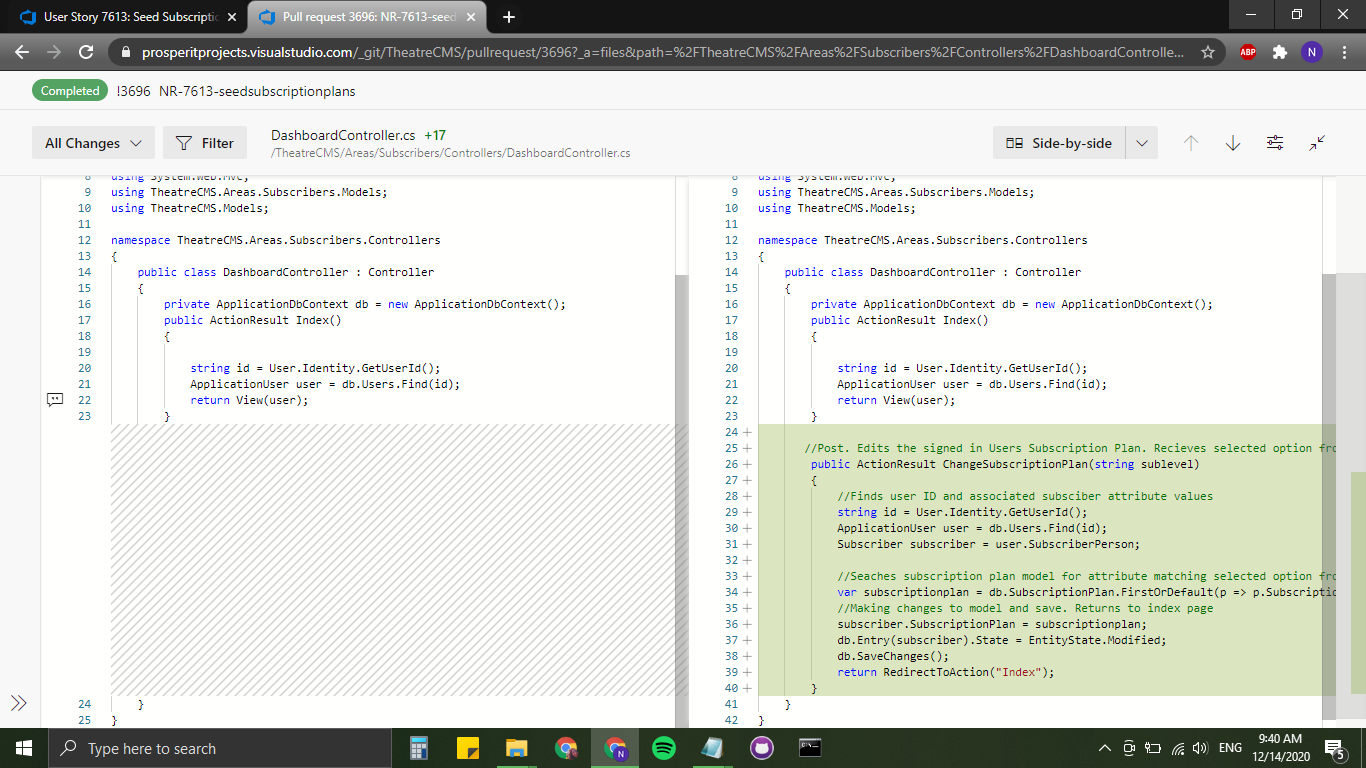 User Story 7613: Seed Subscriptio
Pull request 3696: NR-7613-seed
prosperitprojects.visualstudio.com/_git/TheatreCMS/pullrequest/3696?_a=files&path=%2FTheatreCMS%2FAreas%2FSubscribers%2FControllers%2FDashboardControlle...
ABP
N
Completed !3696 NR-7613-seedsubscriptionplans
All Changes
Filter
DashboardController.cs +17
/TheatreCMS/Areas/Subscribers/Controllers/DashboardController.cs
Side-by-side
8 using System.Web.Mvc;
9 using TheatreCMS.Areas.Subscribers.Models;
10 using TheatreCMS.Models;
11
12 namespace TheatreCMS.Areas.Subscribers.Controllers
13 {
14 public class DashboardController : Controller
15 {
16 private ApplicationDbContext db = new ApplicationDbContext();
17 public ActionResult Index()
18 {
19
20 string id = User.Identity.GetUserId();
21 ApplicationUser user = db.Users.Find(id);
22 return View(user);
23 }
24 }
25 }
8 using System.Web.Mvc;
9 using TheatreCMS.Areas.Subscribers.Models;
10 using TheatreCMS.Models;
11
12 namespace TheatreCMS.Areas.Subscribers.Controllers
13 {
14 public class DashboardController : Controller
15 {
16 private ApplicationDbContext db = new ApplicationDbContext();
17 public ActionResult Index()
18 {
19
20 string id = User.Identity.GetUserId();
21 ApplicationUser user = db.Users.Find(id);
22 return View(user);
23 }
24 +
25 + //Post. Edits the signed in Users Subscription Plan. Recieves selected option fro
26 + public ActionResult ChangeSubscriptionPlan(string sublevel)
27 + {
28 + //Finds user ID and associated subsciber attribute values
29 + string id = User.Identity.GetUserId();
30 + ApplicationUser user = db.Users.Find(id);
31 + Subscriber subscriber = user.SubscriberPerson;
32 +
33 + //Seaches subscription plan model for attribute matching selected option fro
34 + var subscriptionplan = db.SubscriptionPlan.FirstOrDefault(p => p.Subscriptio
35 + //Making changes to model and save. Returns to index page
36 + subscriber.SubscriptionPlan = subscriptionplan;
37 + db.Entry(subscriber).State = EntityState.Modified;
38 + db.SaveChanges();
39 + return RedirectToAction("Index");
40 + }
41 }
42 }
Type here to search
N
ENG
9:40 AM
12/14/2020
5